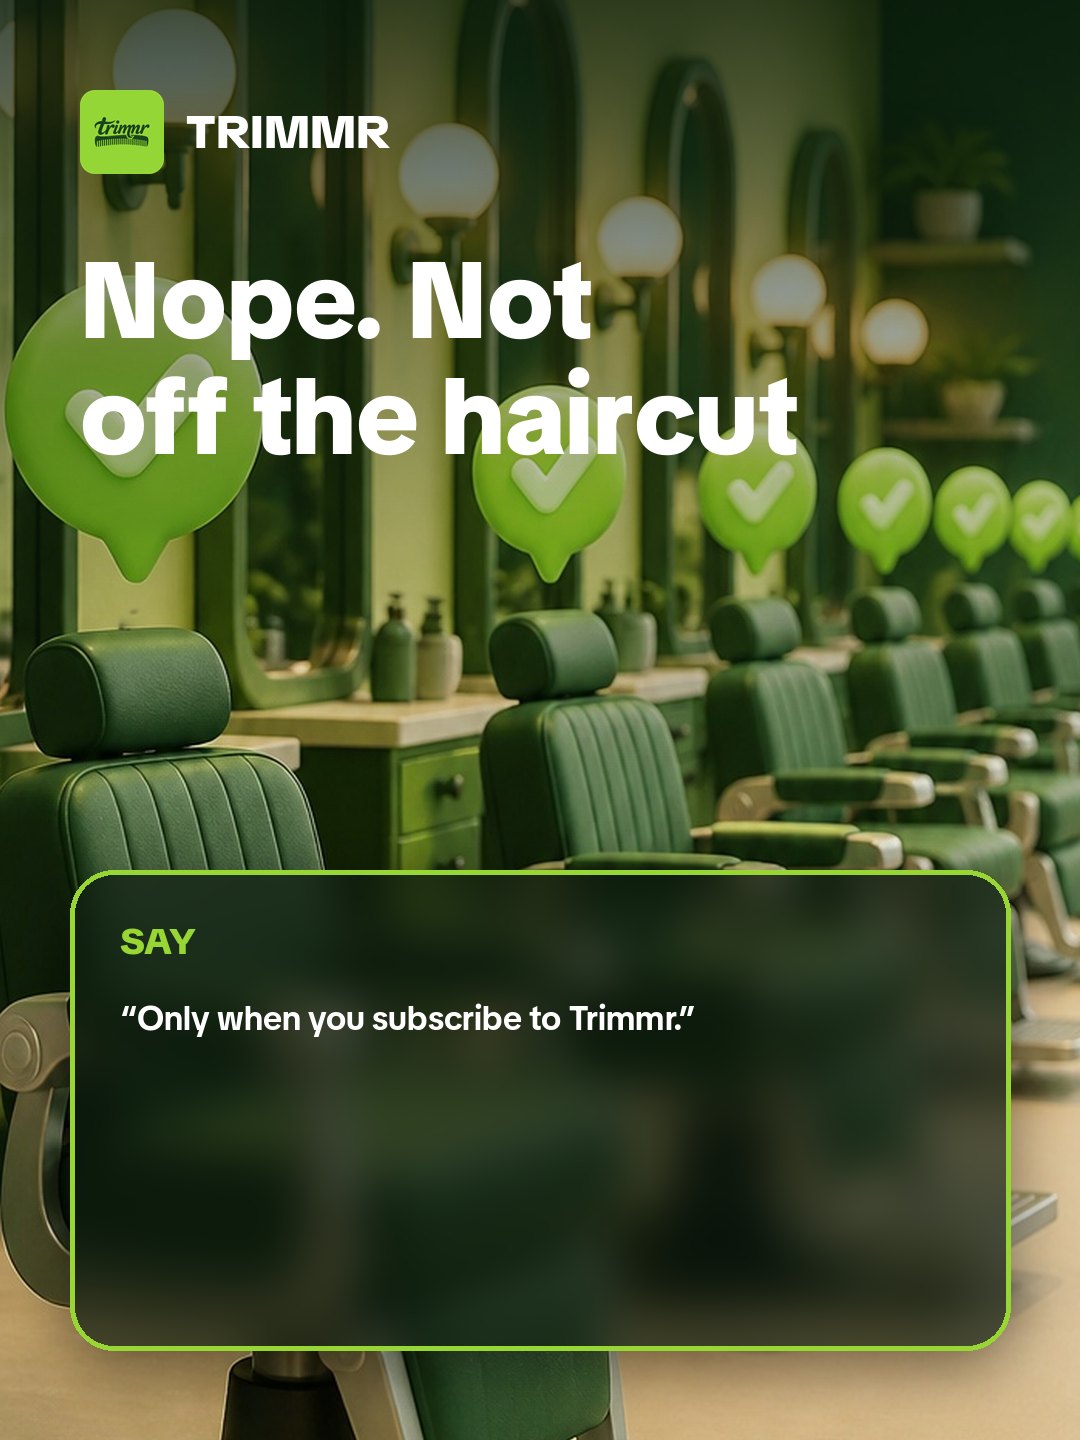 trimmr
TRIMMR
Nope. Not
off the haircut
SAY
“Only when you subscribe to Trimmr.”